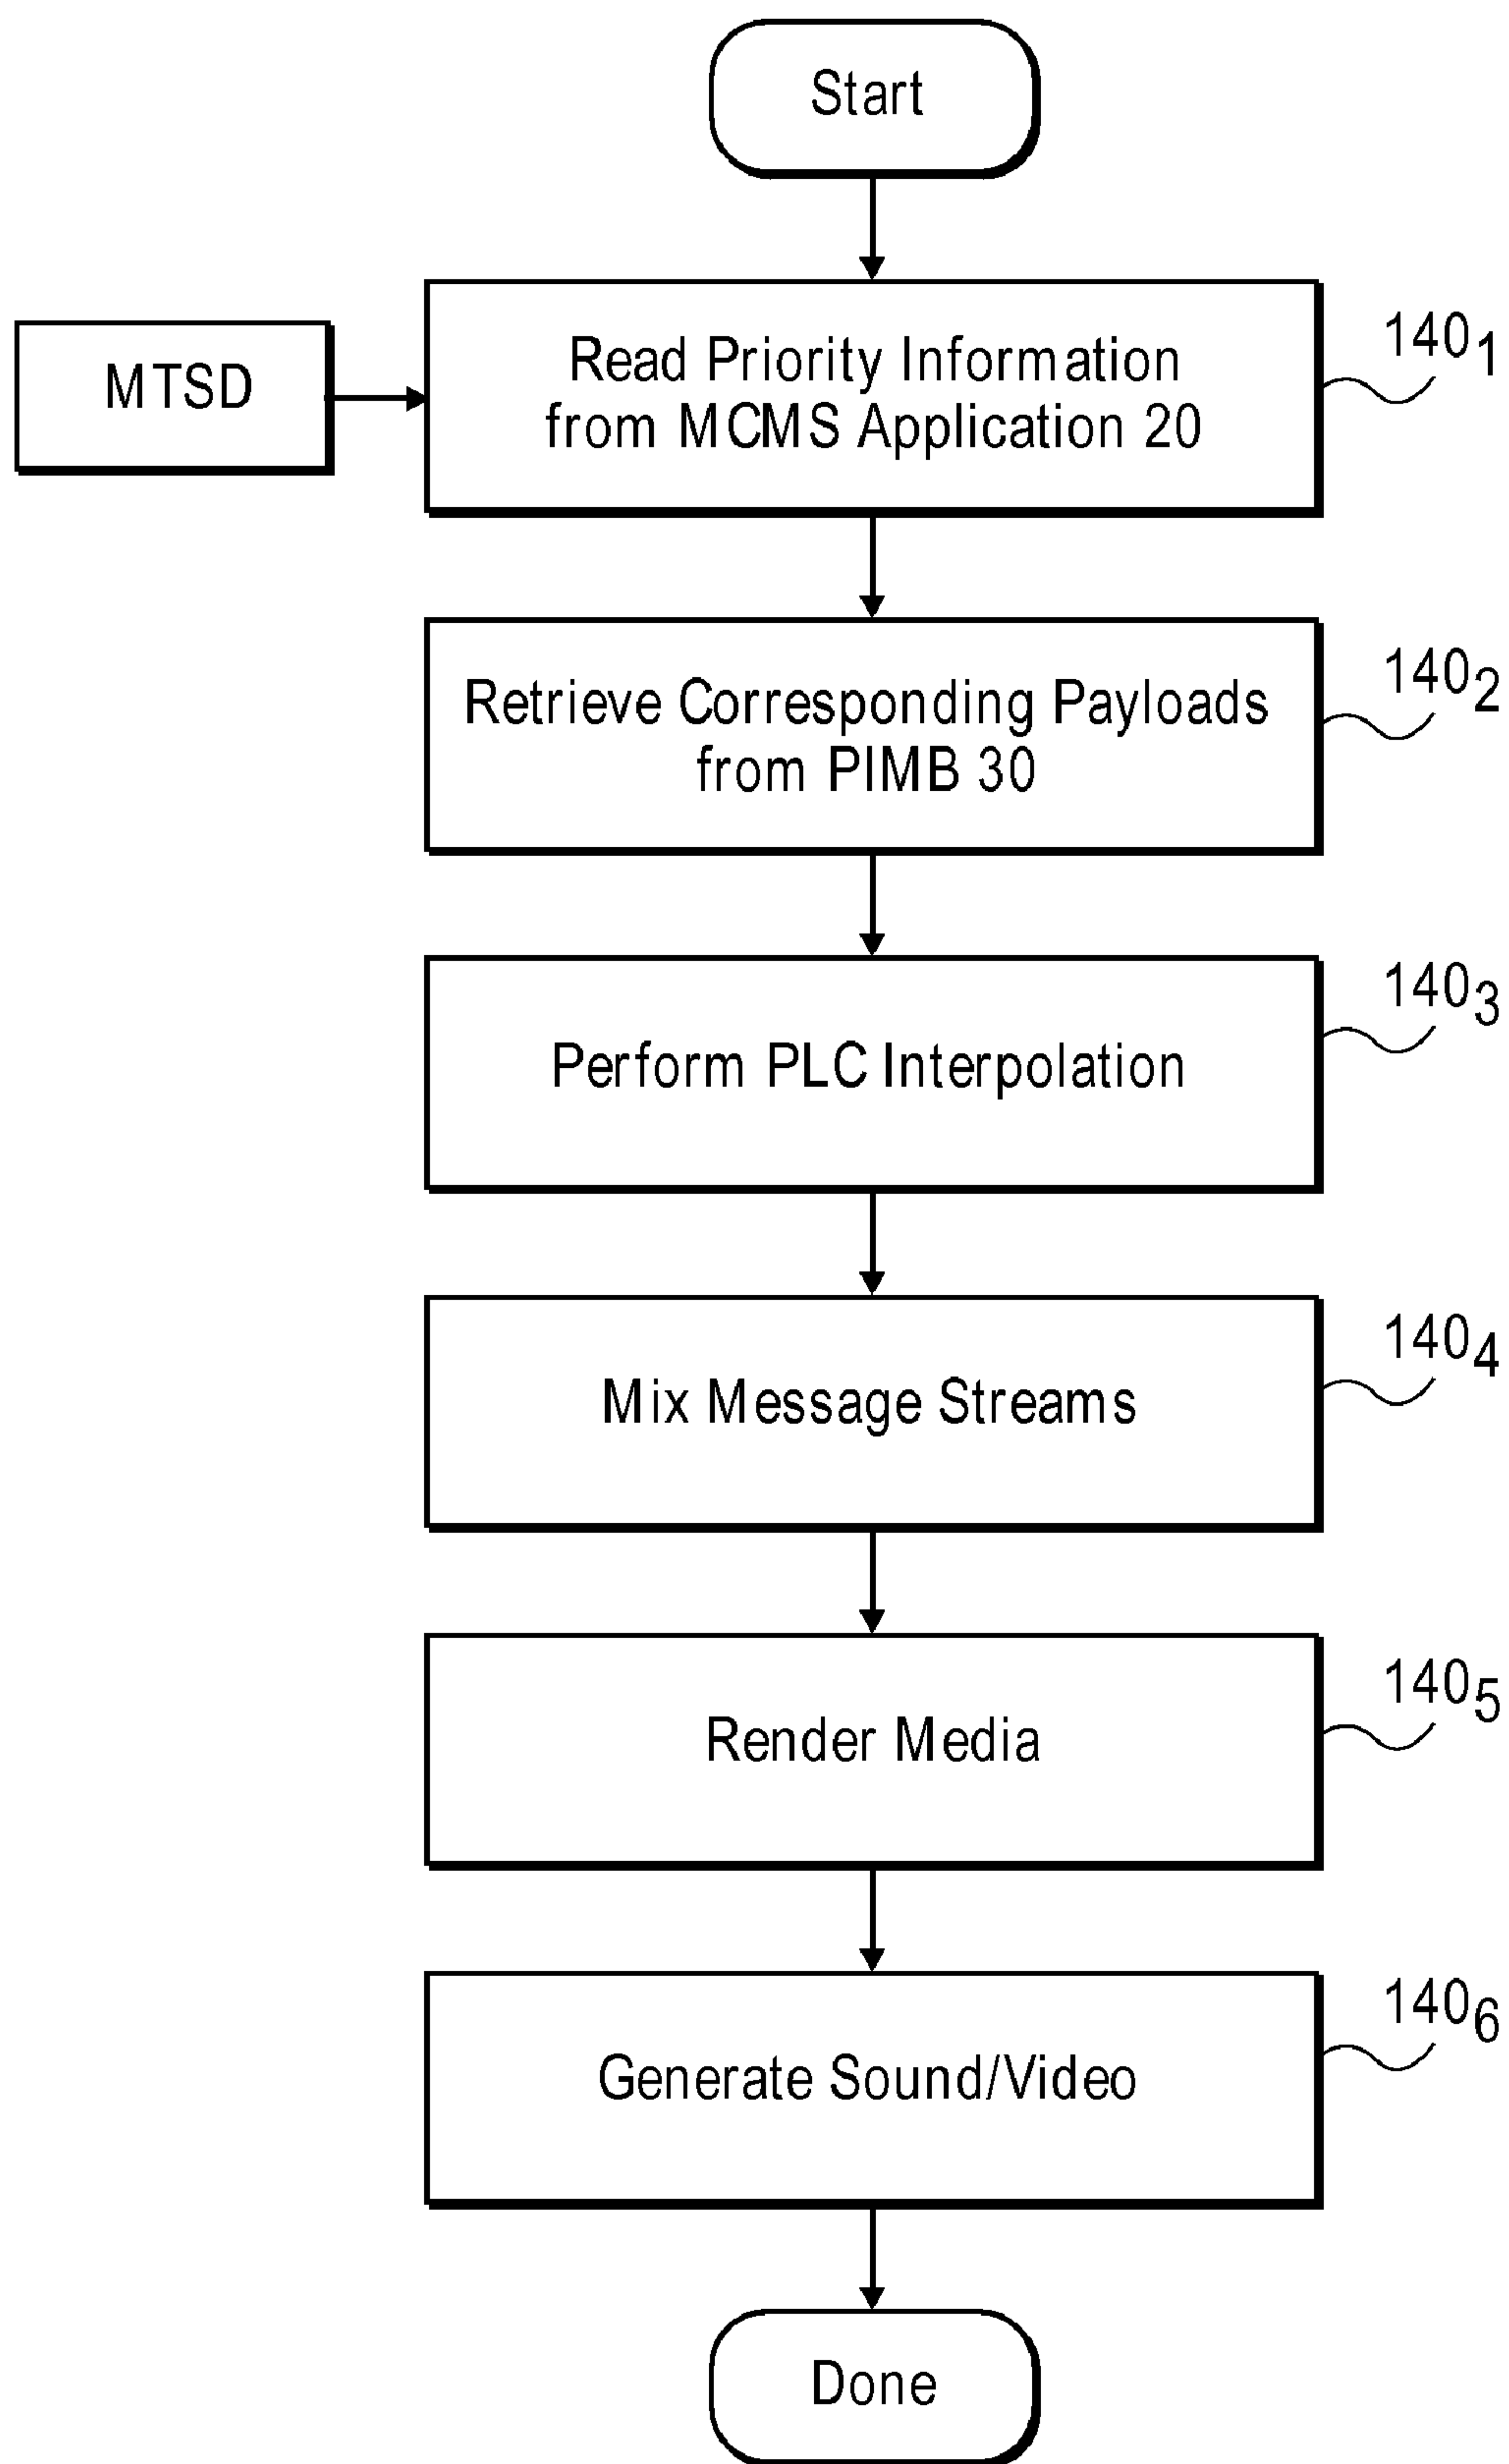 Start
MTSD
Read Priority Information
from MCMS Application 20
140₁
Retrieve Corresponding Payloads
from PIMB 30
140₂
Perform PLC Interpolation
140₃
Mix Message Streams
140₄
Render Media
140₅
Generate Sound/Video
140₆
Done